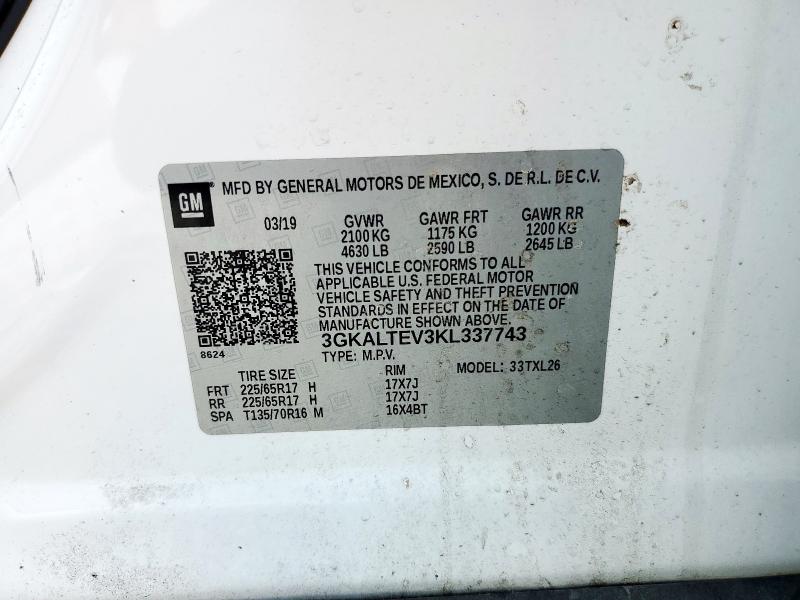 GM
MFD BY GENERAL MOTORS DE MEXICO, S. DE R.L. DE C.V.
03/19 GVWR GAWR FRT GAWR RR
2100 KG 1175 KG 1200 KG
4630 LB 2590 LB 2645 LB
THIS VEHICLE CONFORMS TO ALL
APPLICABLE U.S. FEDERAL MOTOR
VEHICLE SAFETY AND THEFT PREVENTION
STANDARDS IN EFFECT ON THE DATE OF
MANUFACTURE SHOWN ABOVE.
3GKALTEV3KL337743
8624
TYPE: M.P.V. MODEL: 33TXL26
TIRE SIZE RIM
FRT 225/65R17 H 17X7J
RR 225/65R17 H 17X7J
SPA T135/70R16 M 16X4BT